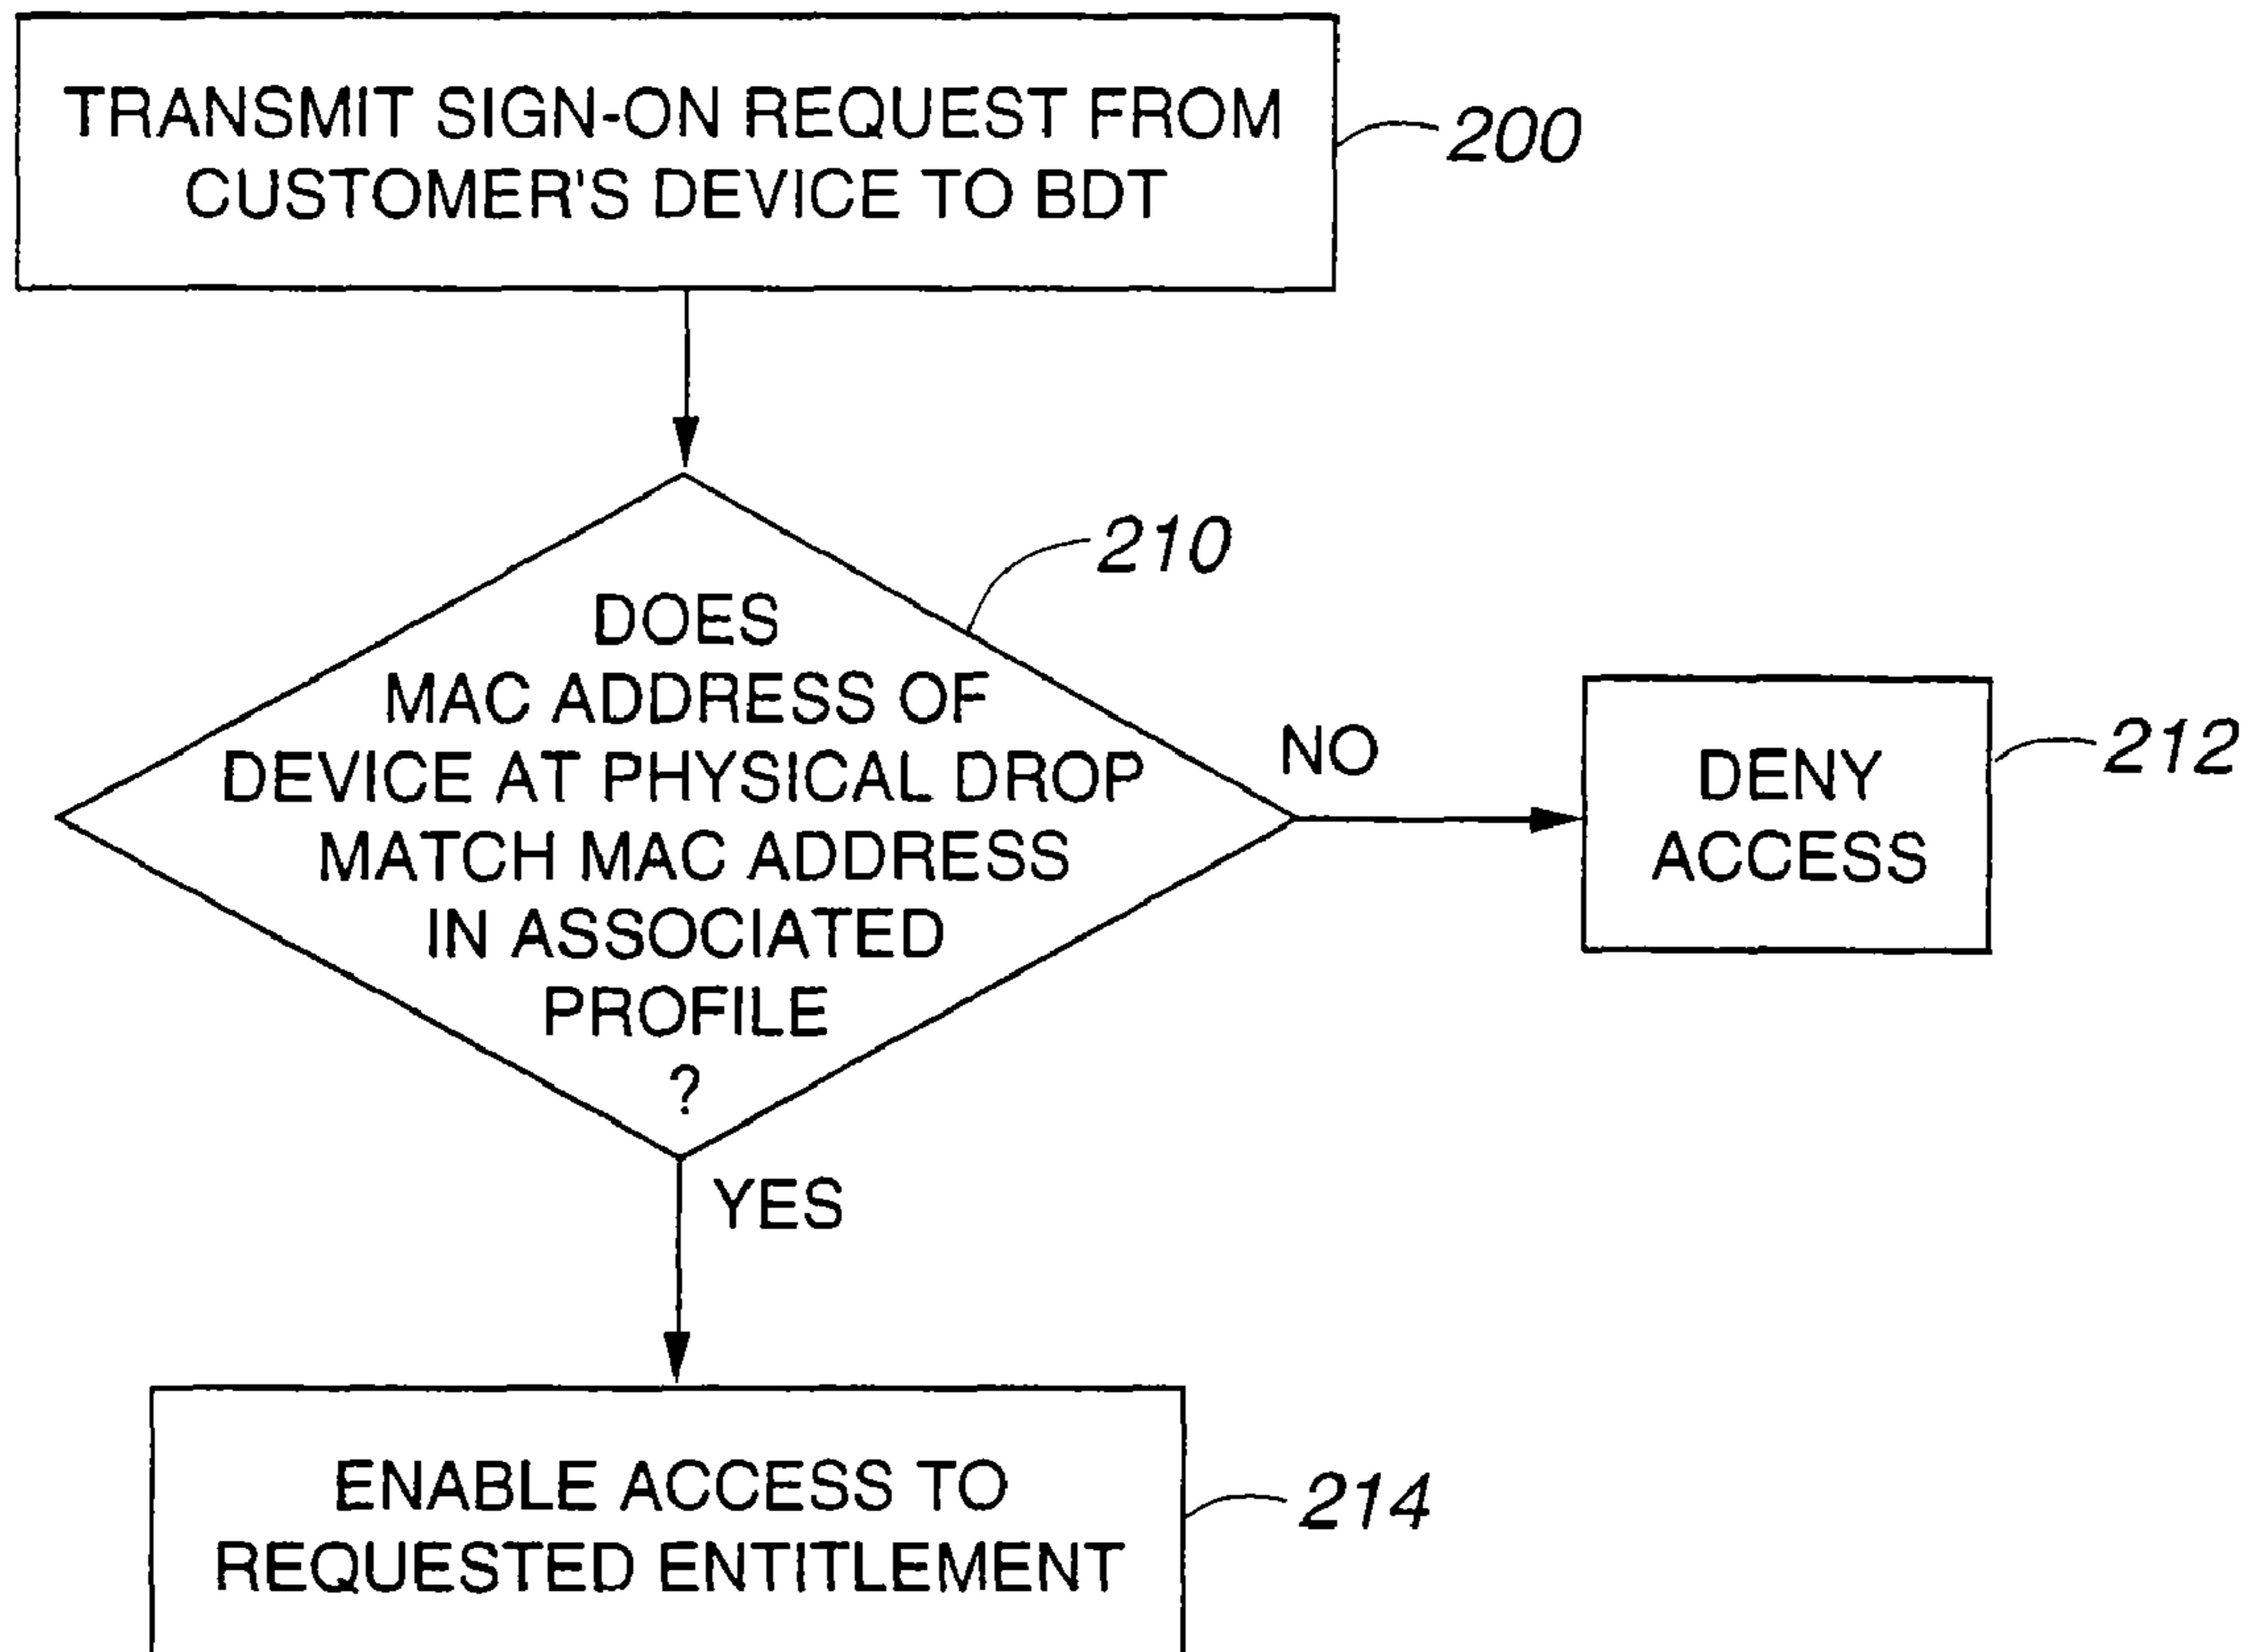 TRANSMIT SIGN-ON REQUEST FROM
CUSTOMER'S DEVICE TO BDT
200
210
DOES
MAC ADDRESS OF
DEVICE AT PHYSICAL DROP
MATCH MAC ADDRESS
IN ASSOCIATED
PROFILE
?
NO
DENY
ACCESS
212
YES
ENABLE ACCESS TO
REQUESTED ENTITLEMENT
214